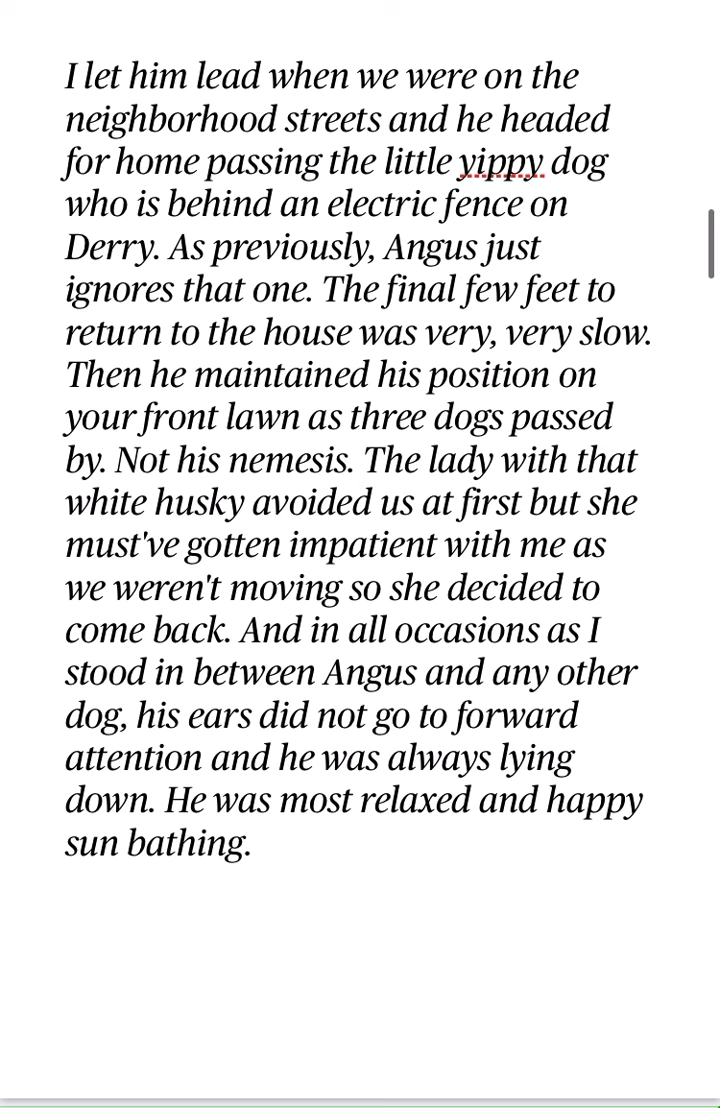 I let him lead when we were on the
neighborhood streets and he headed
for home passing the little yippy dog
who is behind an electric fence on
Derry. As previously, Angus just
ignores that one. The final few feet to
return to the house was very, very slow.
Then he maintained his position on
your front lawn as three dogs passed
by. Not his nemesis. The lady with that
white husky avoided us at first but she
must've gotten impatient with me as
we weren't moving so she decided to
come back. And in all occasions as I
stood in between Angus and any other
dog, his ears did not go to forward
attention and he was always lying
down. He was most relaxed and happy
sun bathing.